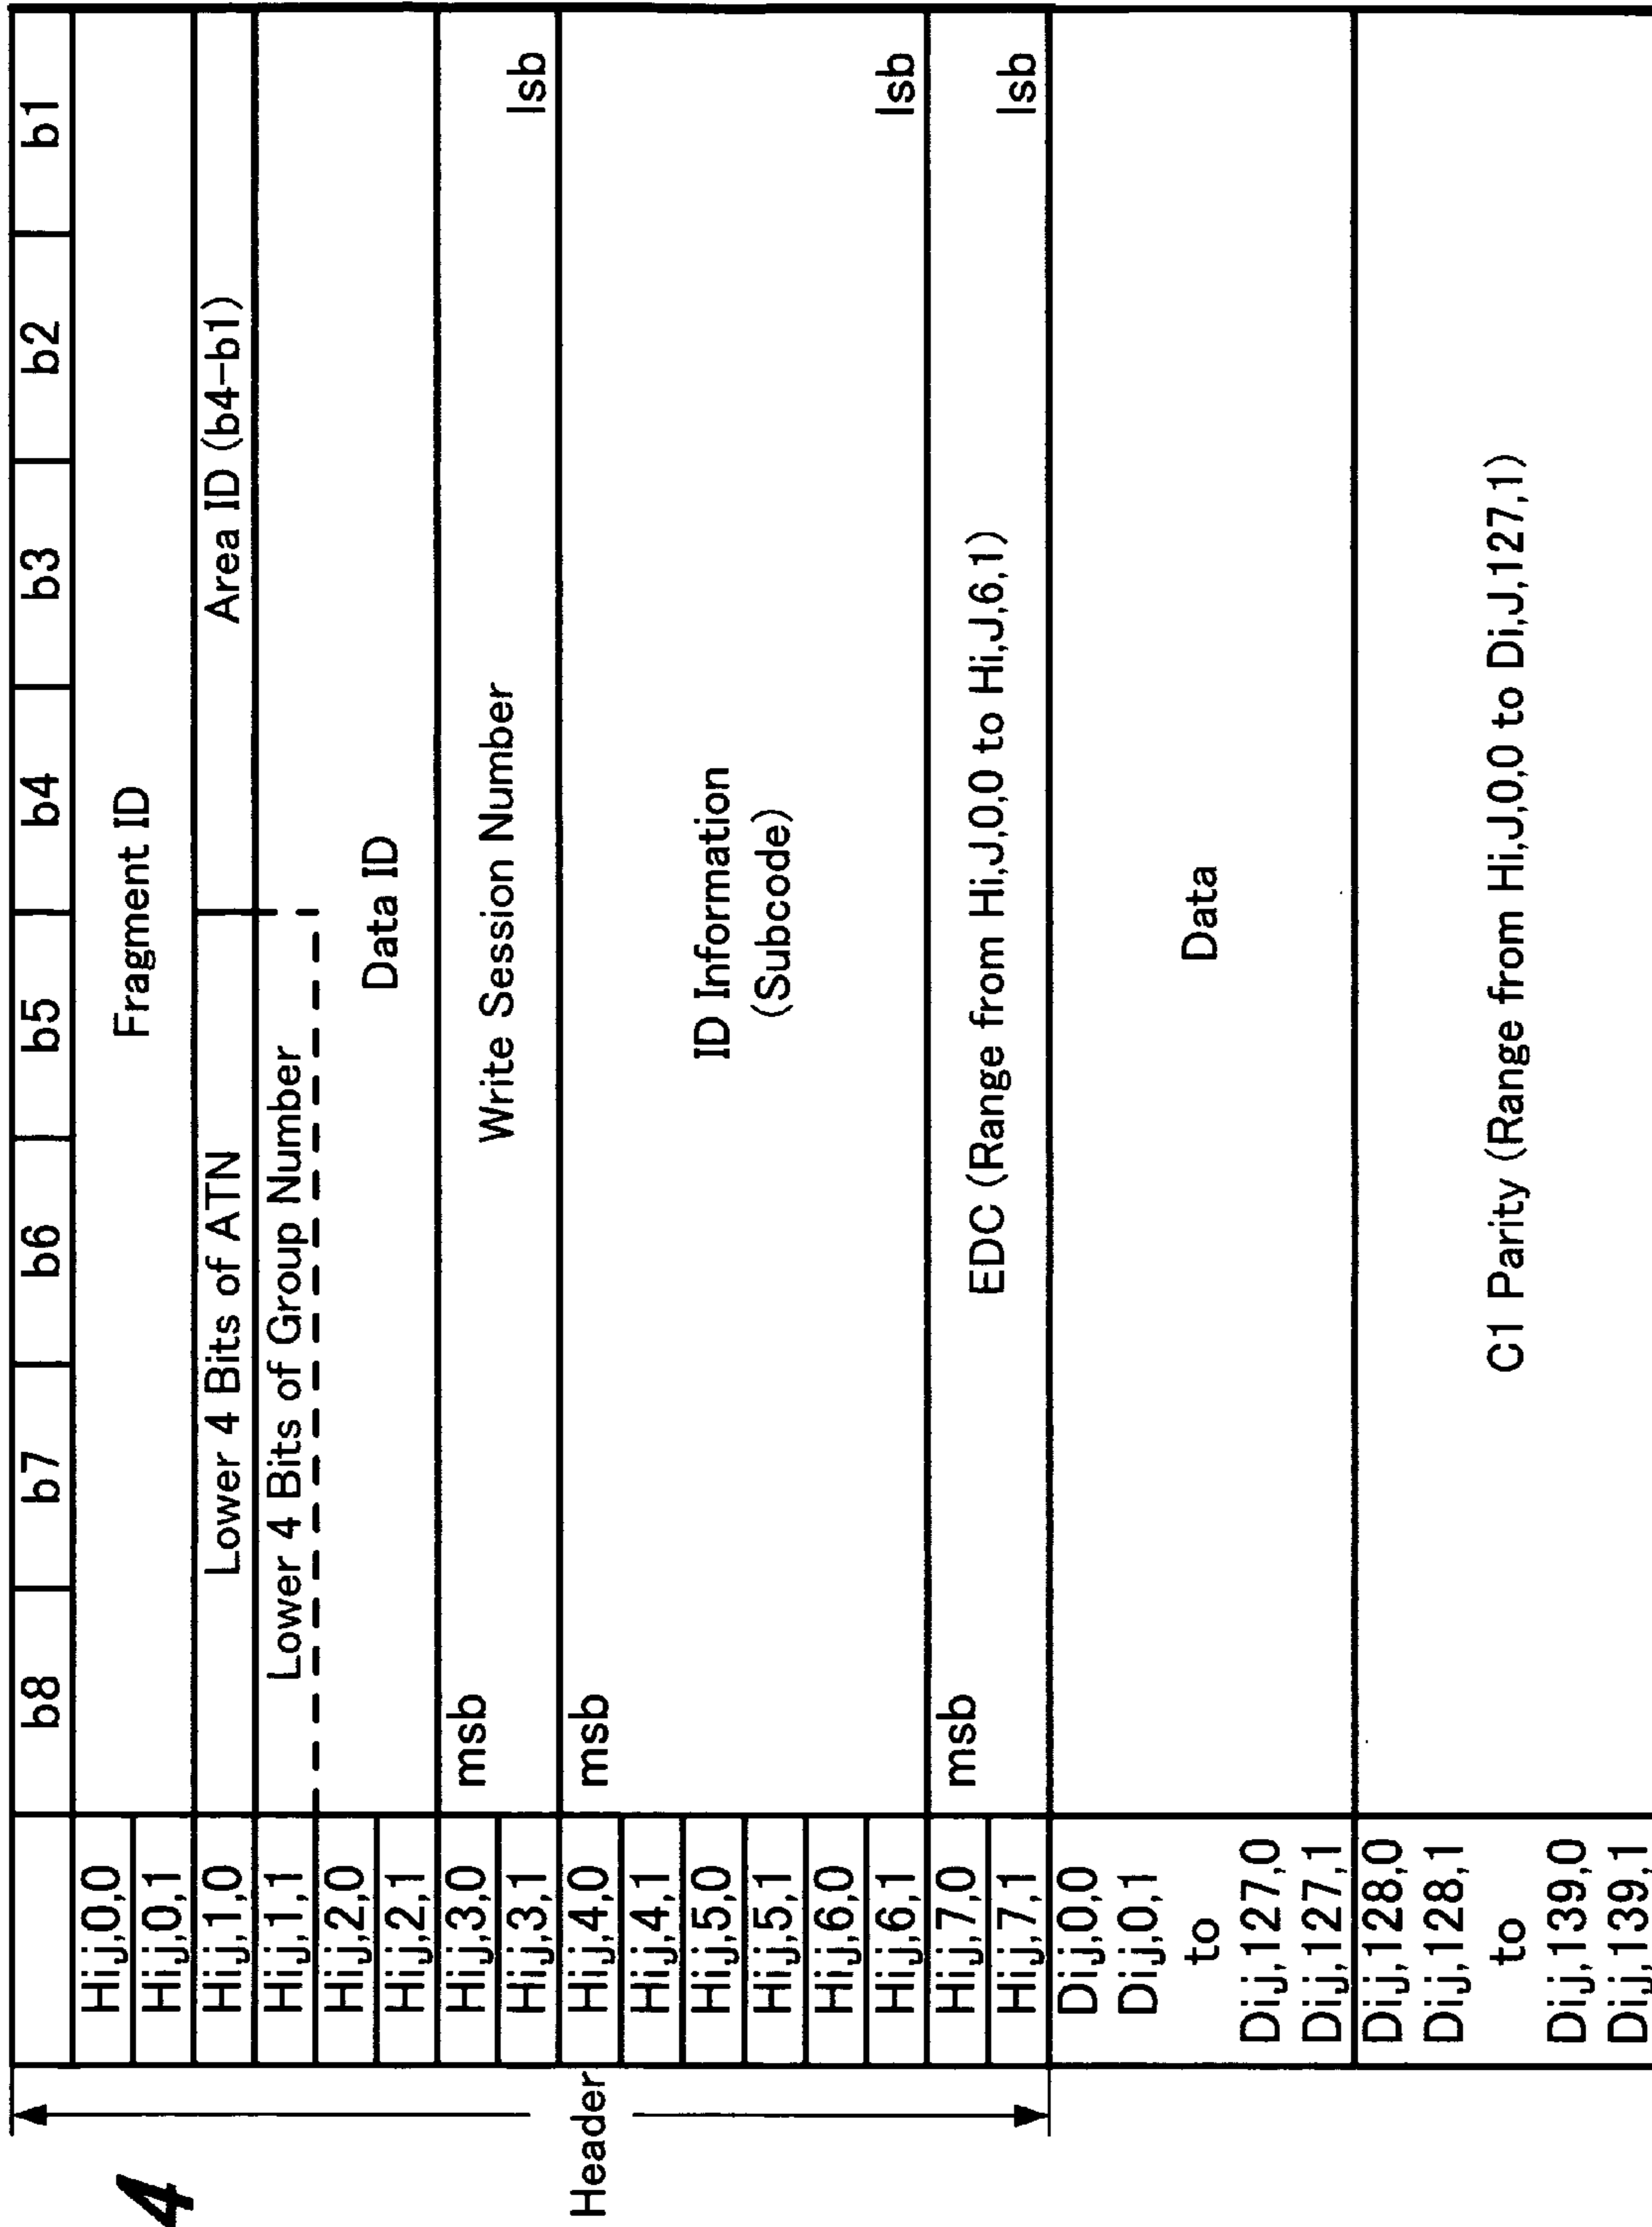 4
b8 b7 b6 b5 b4 b3 b2 b1
Header
Hi,j,0,0
Fragment ID
Hi,j,0,1
Hi,j,1,0 Lower 4 Bits of ATN Area ID (b4-b1)
Hi,j,1,1 Lower 4 Bits of Group Number
Hi,j,2,0
Data ID
Hi,j,2,1
Hi,j,3,0 msb
Write Session Number
Hi,j,3,1 lsb
Hi,j,4,0 msb
Hi,j,4,1
Hi,j,5,0 ID Information
Hi,j,5,1 (Subcode)
Hi,j,6,0
Hi,j,6,1 lsb
Hi,j,7,0 msb
EDC (Range from Hi,J,0,0 to Hi,J,6,1)
Hi,j,7,1 lsb
Di,j,0,0
Di,j,0,1
to Data
Di,j,127,0
Di,j,127,1
Di,j,128,0
Di,j,128,1
to C1 Parity (Range from Hi,J,0,0 to Di,J,127,1)
Di,j,139,0
Di,j,139,1